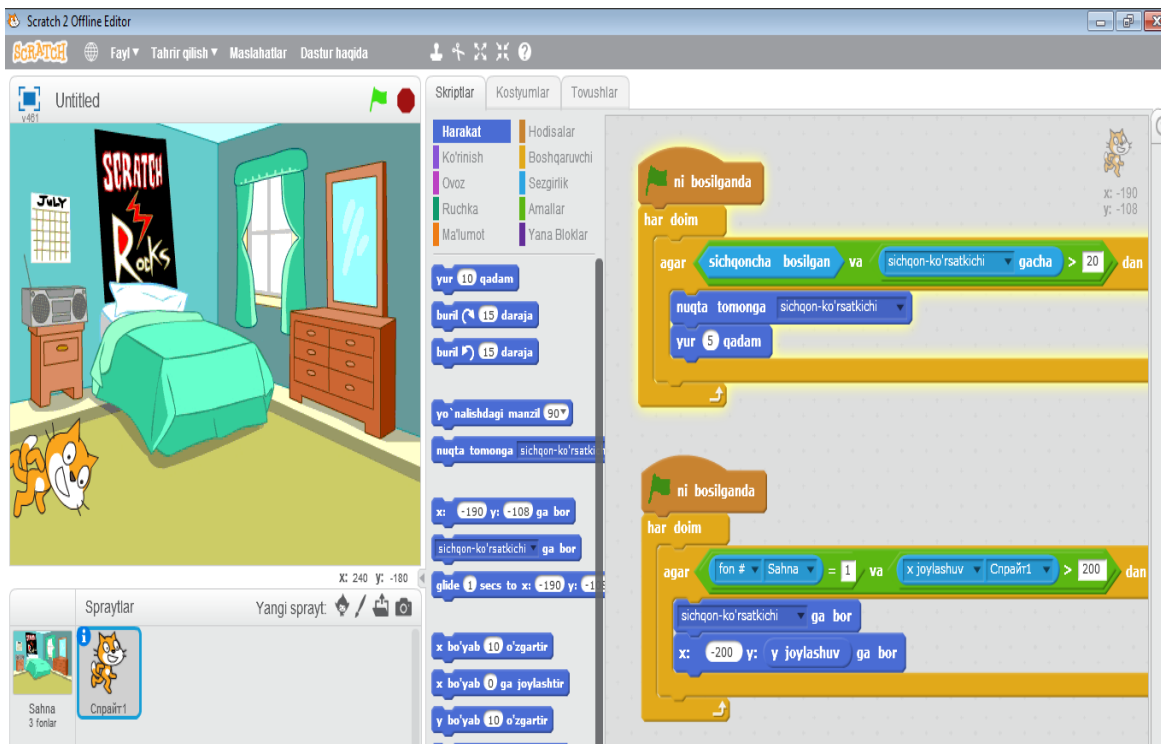 Scratch 2 Offline Editor
SCRATCH Fayl Tahrir qilish Maslahatlar Dastur haqida
Untitled
v461
SCRATCH
Rocks
JULY
X: 240 Y: -180
Spraytlar Yangi sprayt:
Sahna
3 fonlar
Спрайт1
Skriptlar Kostyumlar Tovushlar
Harakat Hodisalar
Ko'rinish Boshqaruvchi
Ovoz Sezgirlik
Ruchka Amallar
Ma'lumot Yana Bloklar
yur 10 qadam
buril 15 daraja
buril 15 daraja
yo`nalishdagi manzil 90
nuqta tomonga
x: -190 y: -108 ga bor
sichqon-ko'rsatkichi ga bor
glide 1 secs to x: -190 y:
x bo'yab 10 o'zgartir
x bo'yab 0 ga joylashtir
y bo'yab 10 o'zgartir
x: -190
y: -108
ni bosilganda
har doim
agar sichqoncha bosilgan va sichqon-ko'rsatkichi gacha > 20 dan
nuqta tomonga sichqon-ko'rsatkichi
yur 5 qadam
ni bosilganda
har doim
agar fon # Sahna = 1 va x joylashuv Спрайт1 > 200 dan
sichqon-ko'rsatkichi ga bor
x: -200 y: y joylashuv ga bor